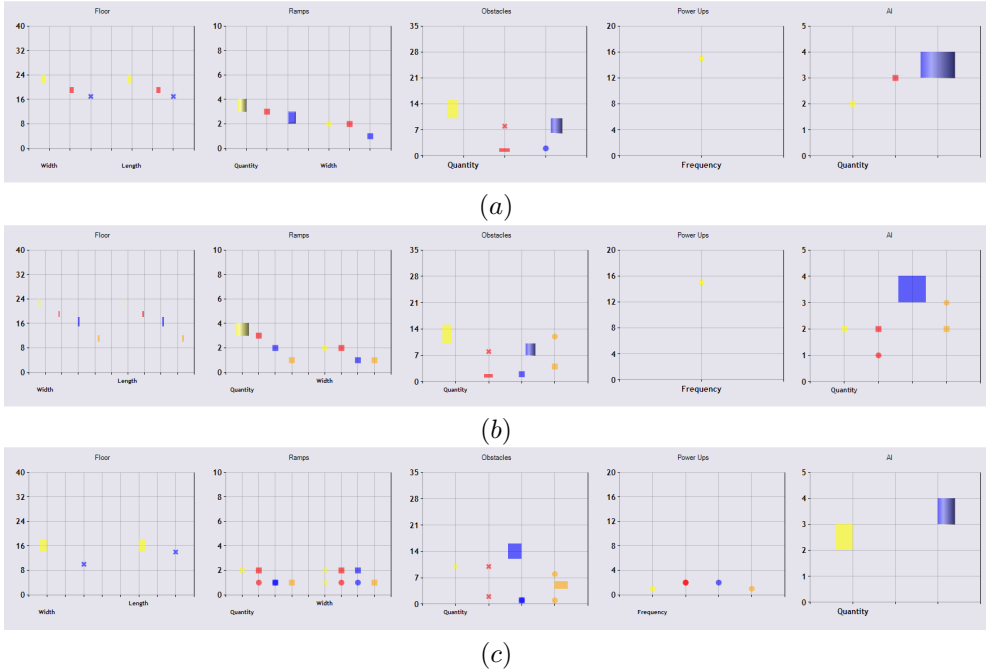 Floor Ramps Obstacles Power Ups AI
40 10 35 20 5
32 8 28 16 4
24 6 21 12 3
16 4 14 8 2
8 2 7 4 1
0 0 0 0 0
Width Length Quantity Width Quantity Frequency Quantity
(a)
Floor Ramps Obstacles Power Ups AI
40 10 35 20 5
32 8 28 16 4
24 6 21 12 3
16 4 14 8 2
8 2 7 4 1
0 0 0 0 0
Width Length Quantity Width Quantity Frequency Quantity
(b)
Floor Ramps Obstacles Power Ups AI
40 10 35 20 5
32 8 28 16 4
24 6 21 12 3
16 4 14 8 2
8 2 7 4 1
0 0 0 0 0
Width Length Quantity Width Quantity Frequency Quantity
(c)